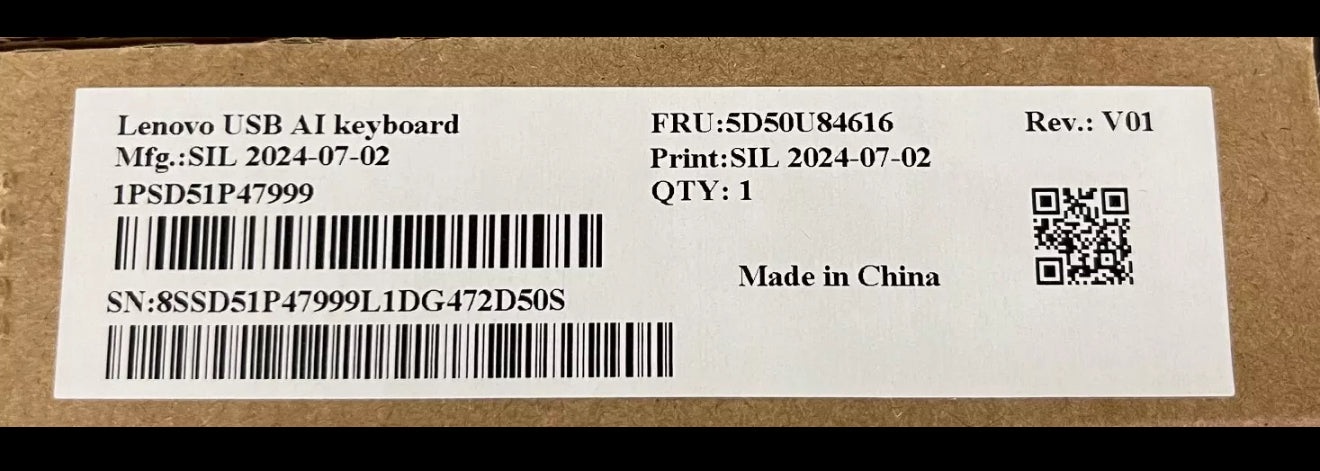 Lenovo USB AI keyboard
Mfg.:SIL 2024-07-02
1PSD51P47999
SN:8SSD51P47999L1DG472D50S
FRU:5D50U84616
Print:SIL 2024-07-02
QTY: 1
Made in China
Rev.: V01